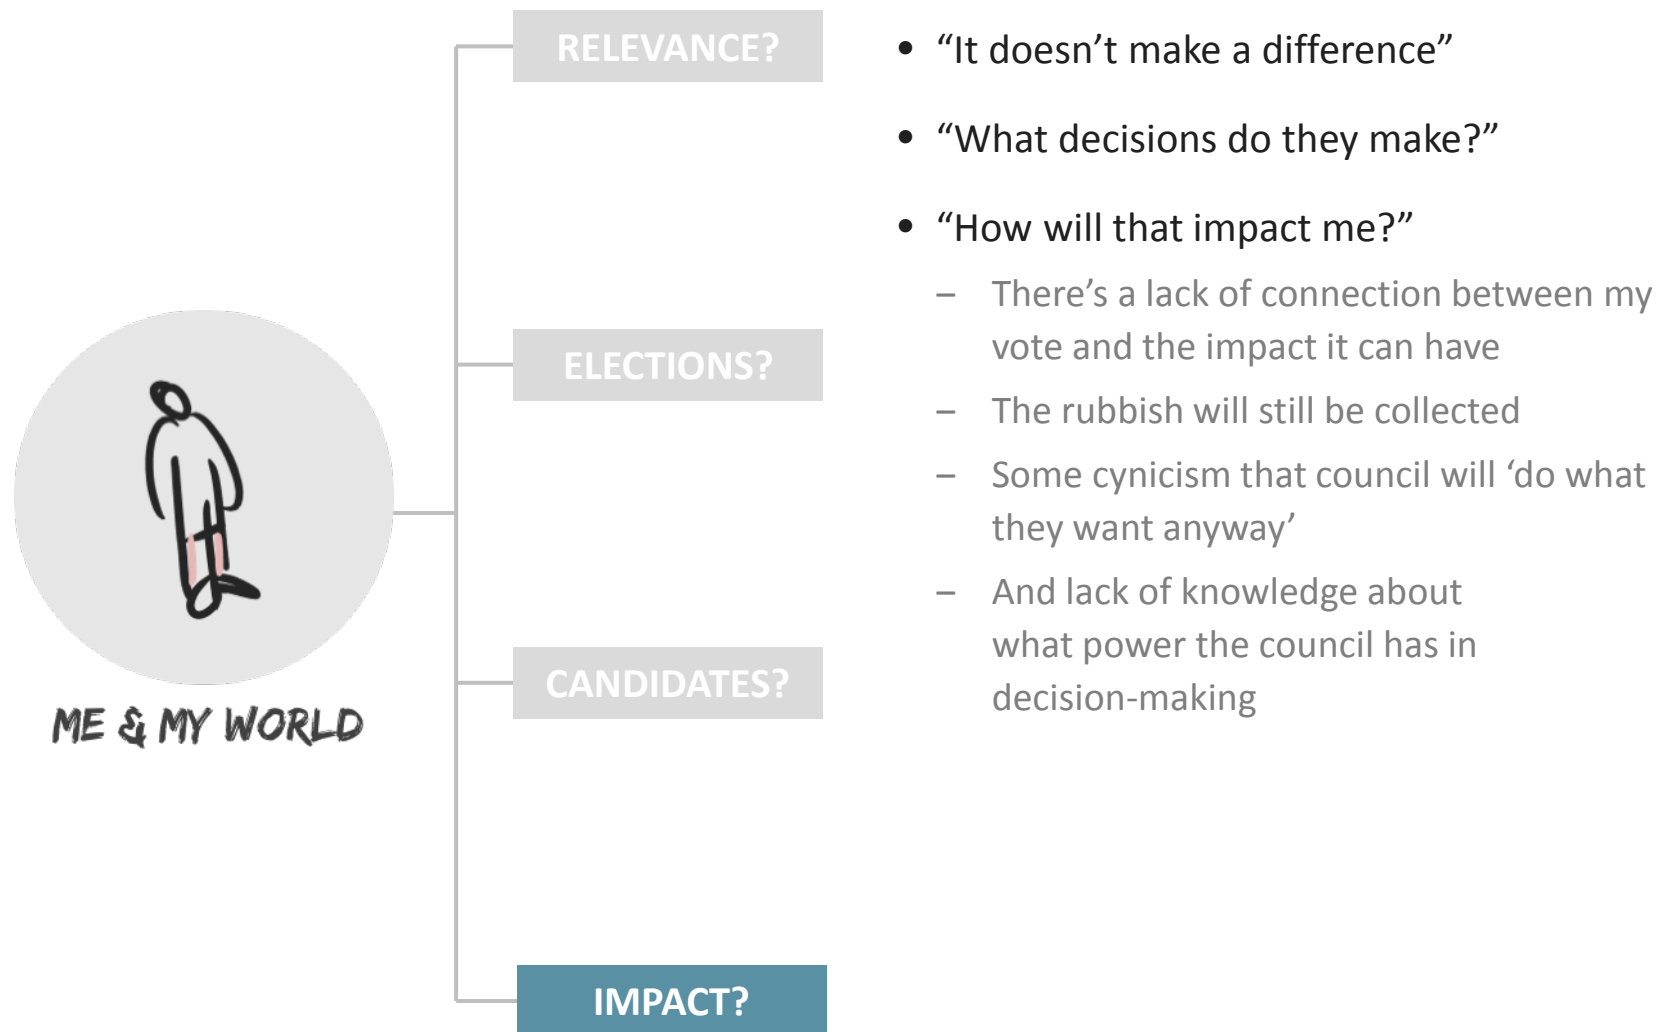 RELEVANCE?
ELECTIONS?
CANDIDATES?
IMPACT?
ME & MY WORLD
• “It doesn’t make a difference”
• “What decisions do they make?”
• “How will that impact me?”
– There’s a lack of connection between my
vote and the impact it can have
– The rubbish will still be collected
– Some cynicism that council will ‘do what
they want anyway’
– And lack of knowledge about
what power the council has in
decision-making